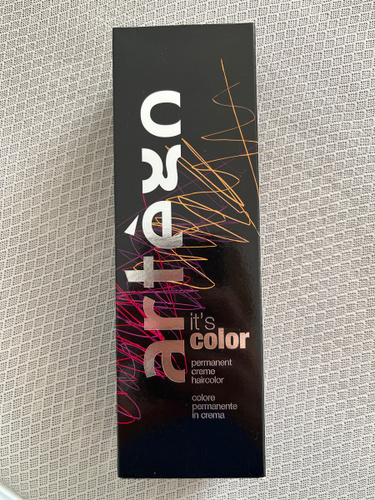 artègo
it's
color
permanent
creme
haircolor
colore
permanente
in crema